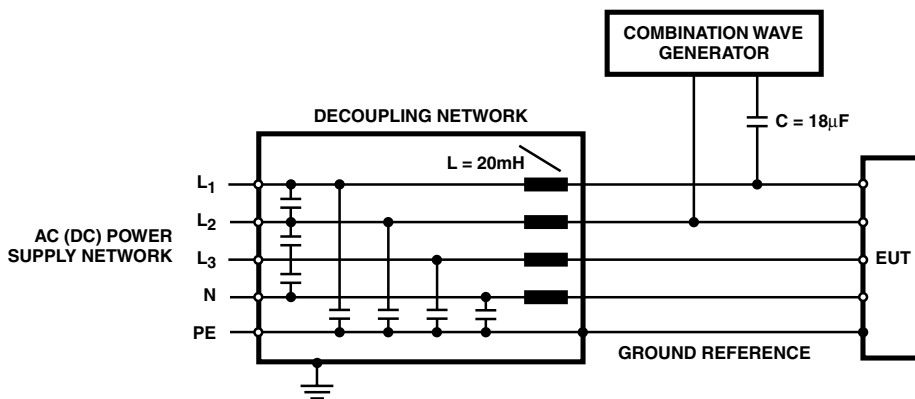 COMBINATION WAVE
GENERATOR
DECOUPLING NETWORK
C = 18μF
L = 20mH
L1
L2
AC (DC) POWER
SUPPLY NETWORK
L3
EUT
N
PE
GROUND REFERENCE